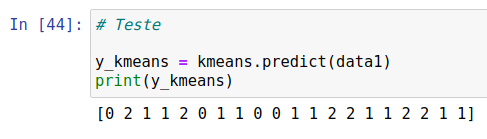 In [44]: # Teste
y_kmeans = kmeans.predict(data1)
print(y_kmeans)
[0 2 1 1 2 0 1 1 0 0 1 1 2 2 1 1 2 2 1 1]